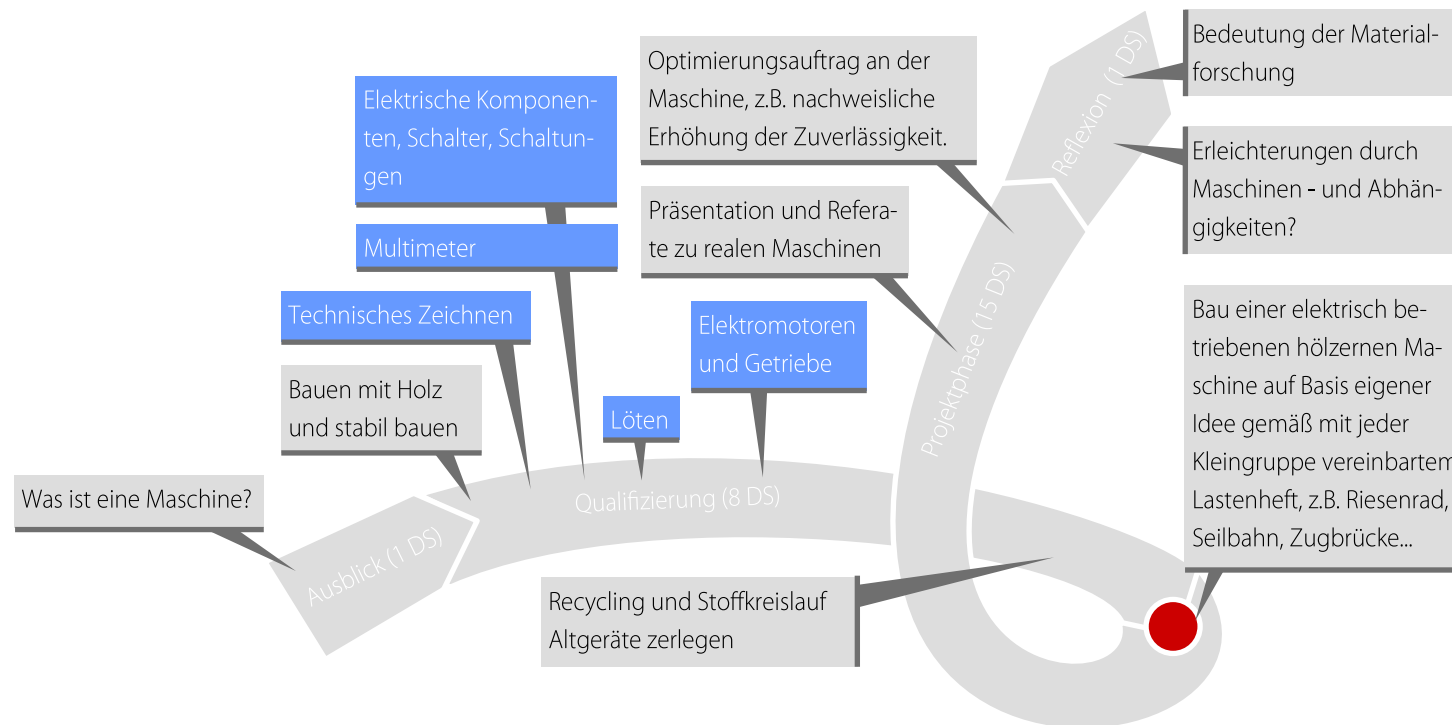 Was ist eine Maschine?
Ausblick (1 DS)
Bauen mit Holz
und stabil bauen
Technisches Zeichnen
Multimeter
Elektrische Komponen-
ten, Schalter, Schaltun-
gen
Löten
Elektromotoren
und Getriebe
Qualifizierung (8 DS)
Recycling und Stoffkreislauf
Altgeräte zerlegen
Bau einer elektrisch be-
triebenen hölzernen Ma-
schine auf Basis eigener
Idee gemäß mit jeder
Kleingruppe vereinbartem
Lastenheft, z.B. Riesenrad,
Seilbahn, Zugbrücke...
Projektphase (15 DS)
Präsentation und Refera-
te zu realen Maschinen
Optimierungsauftrag an der
Maschine, z.B. nachweisliche
Erhöhung der Zuverlässigkeit.
Reflexion (1 DS)
Bedeutung der Material-
forschung
Erleichterungen durch
Maschinen - und Abhän-
gigkeiten?